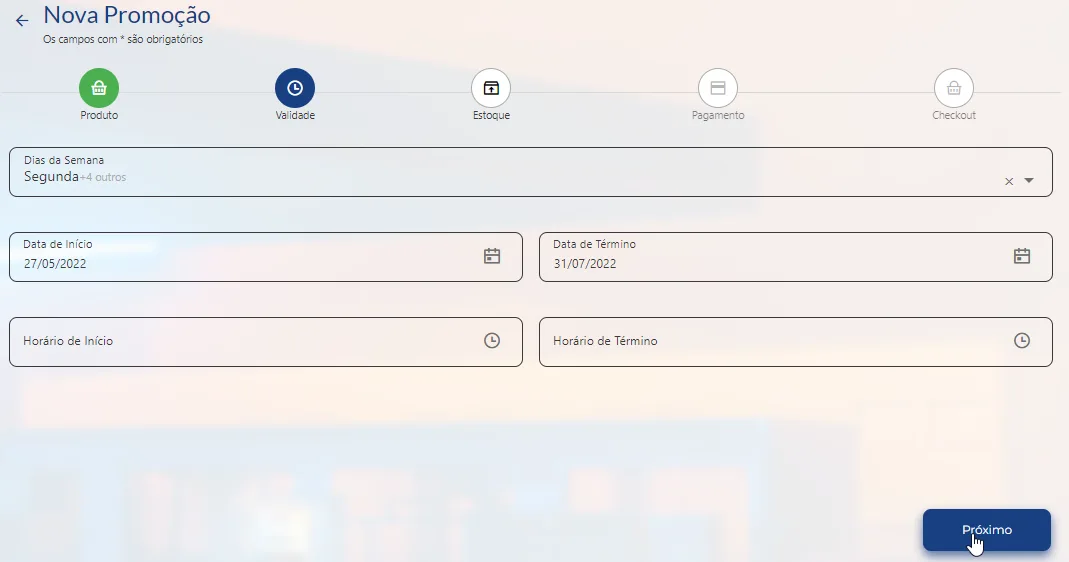 Nova Promoção
Os campos com * são obrigatórios
Produto
Validade
Estoque
Pagamento
Checkout
Dias da Semana
Segunda+4 outros
Data de Início
27/05/2022
Data de Término
31/07/2022
Horário de Início
Horário de Término
Próximo